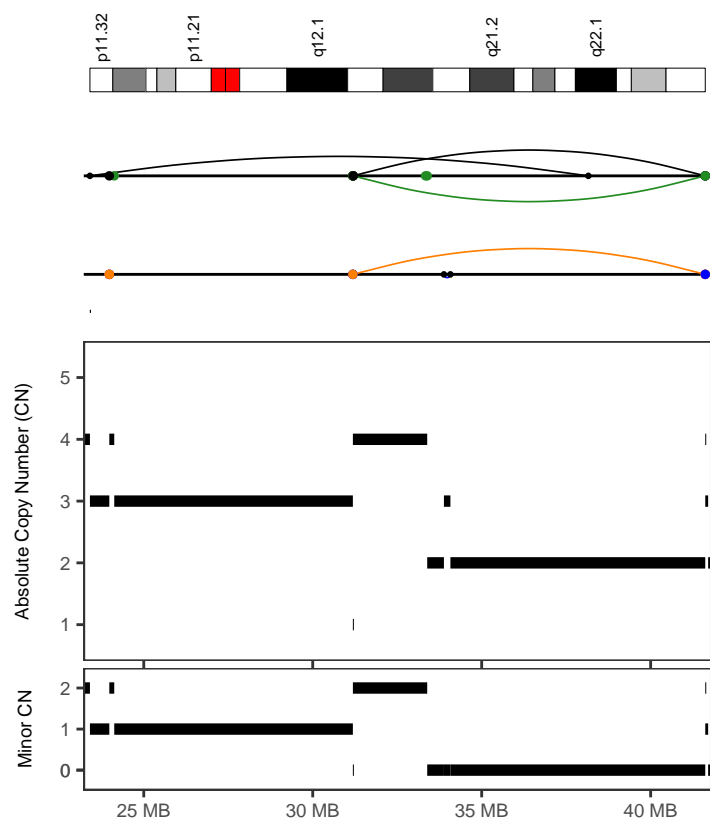 p11.32
p11.21
q12.1
q21.2
q22.1
Absolute Copy Number (CN)
5
4
3
2
1
Minor CN
2
1
0
25 MB
30 MB
35 MB
40 MB